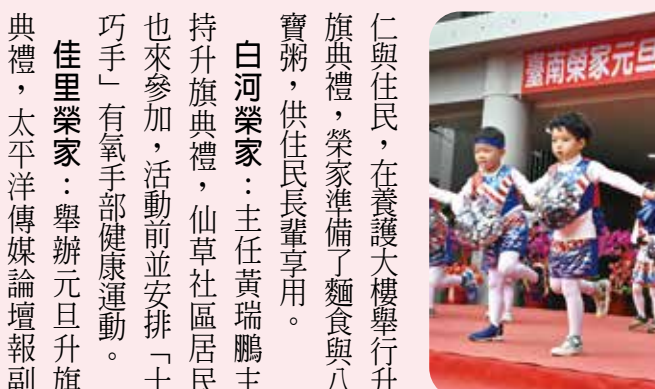 仁與住民，在養護大樓舉行升
旗典禮，榮家準備了麵食與八
寶粥，供住民長輩享用。
白河榮家：主任黃瑞鵬主
持升旗典禮，仙草社區居民
也來參加，活動前並安排「十
巧手」有氧手部健康運動。
佳里榮家：舉辦元旦升旗
典禮，太平洋傳媒論壇報副
臺南榮家元旦